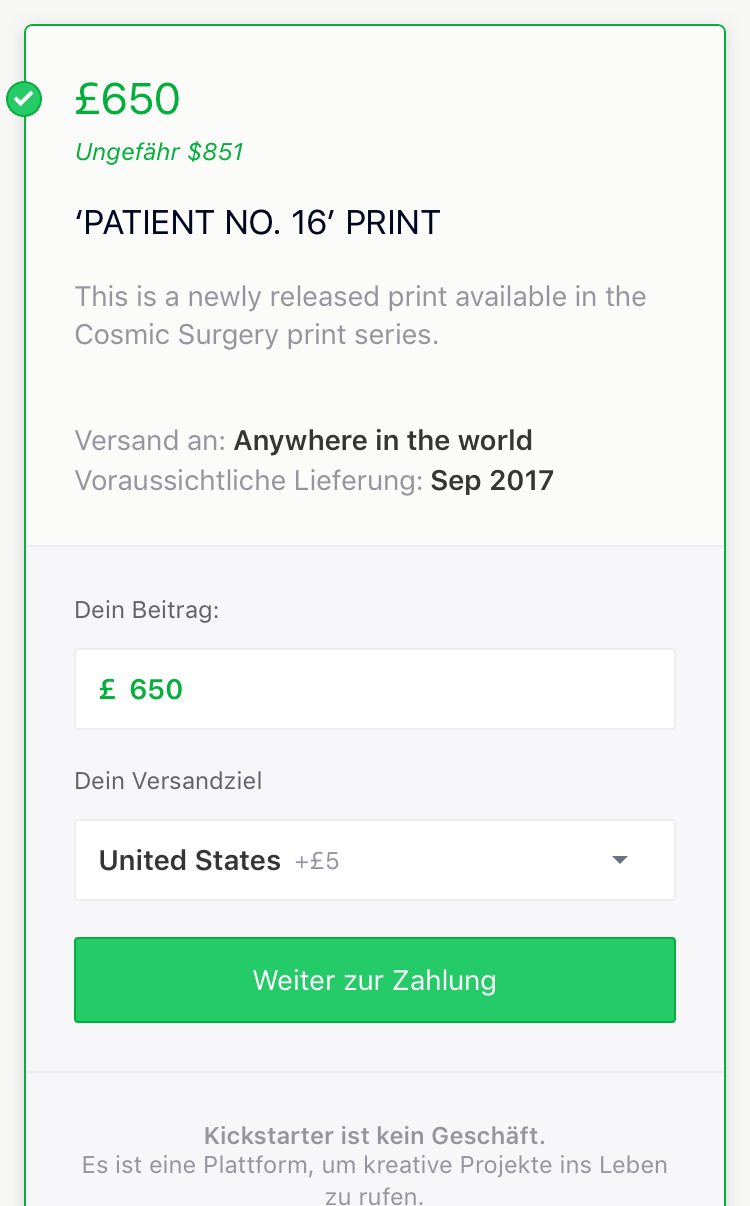 £650
Ungefähr $851
‘PATIENT NO. 16’ PRINT
This is a newly released print available in the
Cosmic Surgery print series.
Versand an: Anywhere in the world
Voraussichtliche Lieferung: Sep 2017
Dein Beitrag:
£ 650
Dein Versandziel
United States +£5
Weiter zur Zahlung
Kickstarter ist kein Geschäft.
Es ist eine Plattform, um kreative Projekte ins Leben
zu rufen.